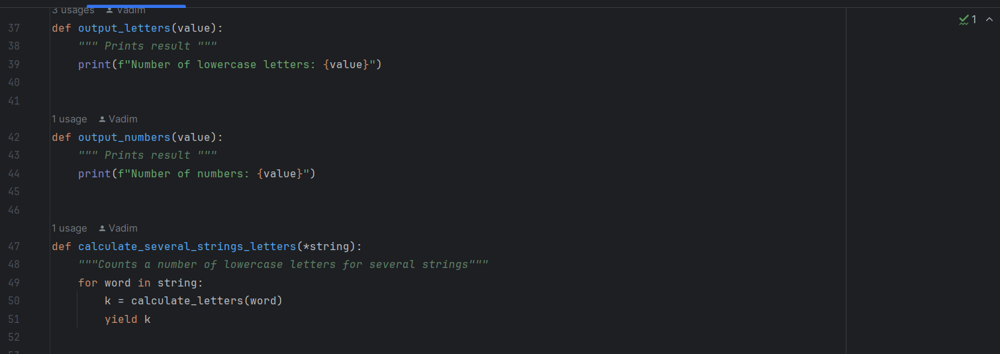 3 usages Vadim
37 def output_letters(value):
38     """ Prints result """
39     print(f"Number of lowercase letters: {value}")
40
41
1 usage Vadim
42 def output_numbers(value):
43     """ Prints result """
44     print(f"Number of numbers: {value}")
45
46
1 usage Vadim
47 def calculate_several_strings_letters(*string):
48     """Counts a number of lowercase letters for several strings"""
49     for word in string:
50         k = calculate_letters(word)
51         yield k
52
53
1